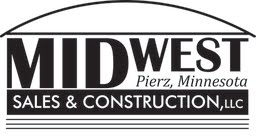 MIDWEST
Pierz, Minnesota
SALES & CONSTRUCTION, LLC